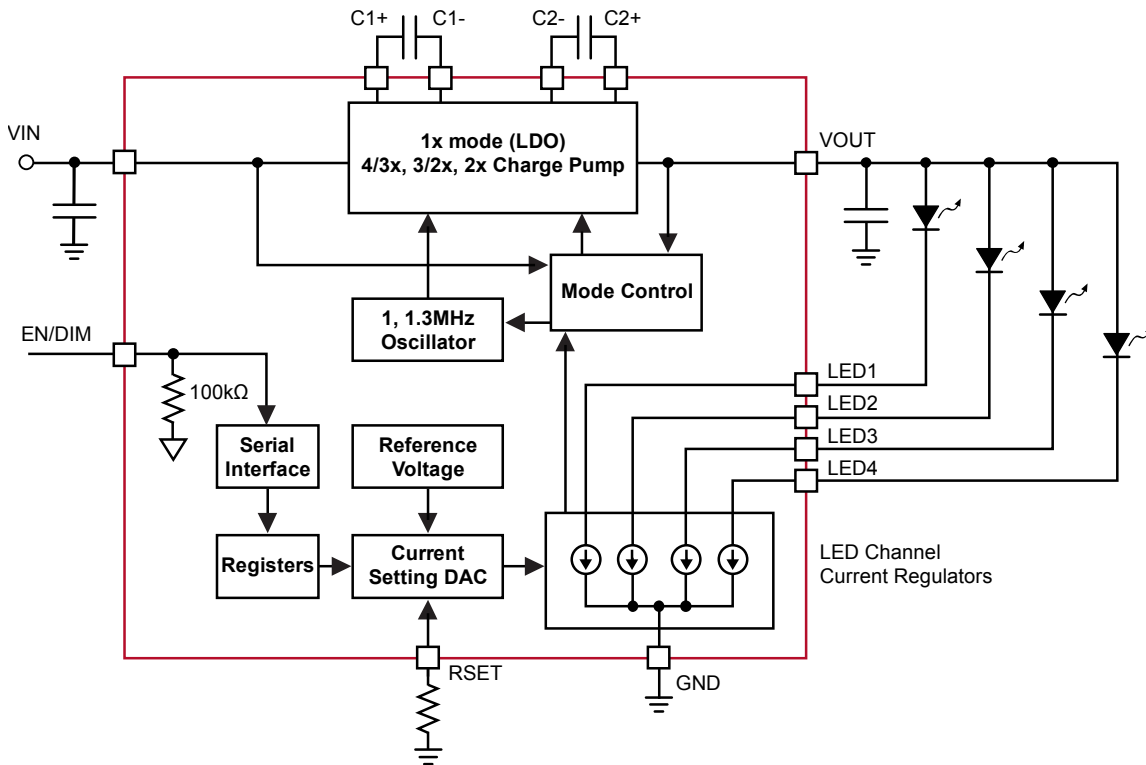 C1+ C1- C2- C2+
1x mode (LDO)
4/3x, 3/2x, 2x Charge Pump
VIN
VOUT
Mode Control
1, 1.3MHz
Oscillator
EN/DIM
100kΩ
LED1
LED2
LED3
LED4
Serial
Interface
Reference
Voltage
Registers
Current
Setting DAC
LED Channel
Current Regulators
RSET
GND